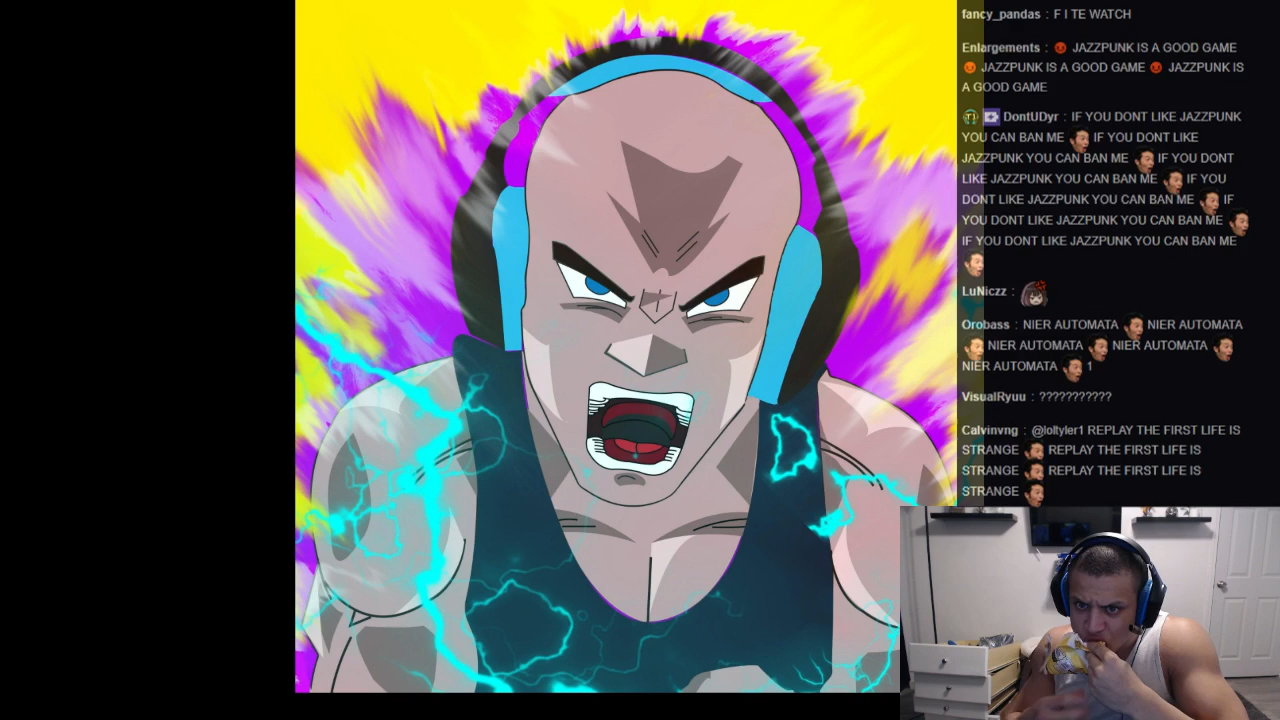 fancy_pandas : F I TE WATCH
Enlargements : JAZZPUNK IS A GOOD GAME
JAZZPUNK IS A GOOD GAME JAZZPUNK IS
A GOOD GAME
DontUDyr : IF YOU DONT LIKE JAZZPUNK
YOU CAN BAN ME IF YOU DONT LIKE
JAZZPUNK YOU CAN BAN ME IF YOU DONT
LIKE JAZZPUNK YOU CAN BAN ME IF YOU
DONT LIKE JAZZPUNK YOU CAN BAN ME IF
YOU DONT LIKE JAZZPUNK YOU CAN BAN ME
IF YOU DONT LIKE JAZZPUNK YOU CAN BAN ME
LuNiczz :
Orobass : NIER AUTOMATA NIER AUTOMATA
NIER AUTOMATA NIER AUTOMATA
NIER AUTOMATA 1
VisualRyuu : ???????????
Calvinvng : @loltyler1 REPLAY THE FIRST LIFE IS
STRANGE REPLAY THE FIRST LIFE IS
STRANGE REPLAY THE FIRST LIFE IS
STRANGE